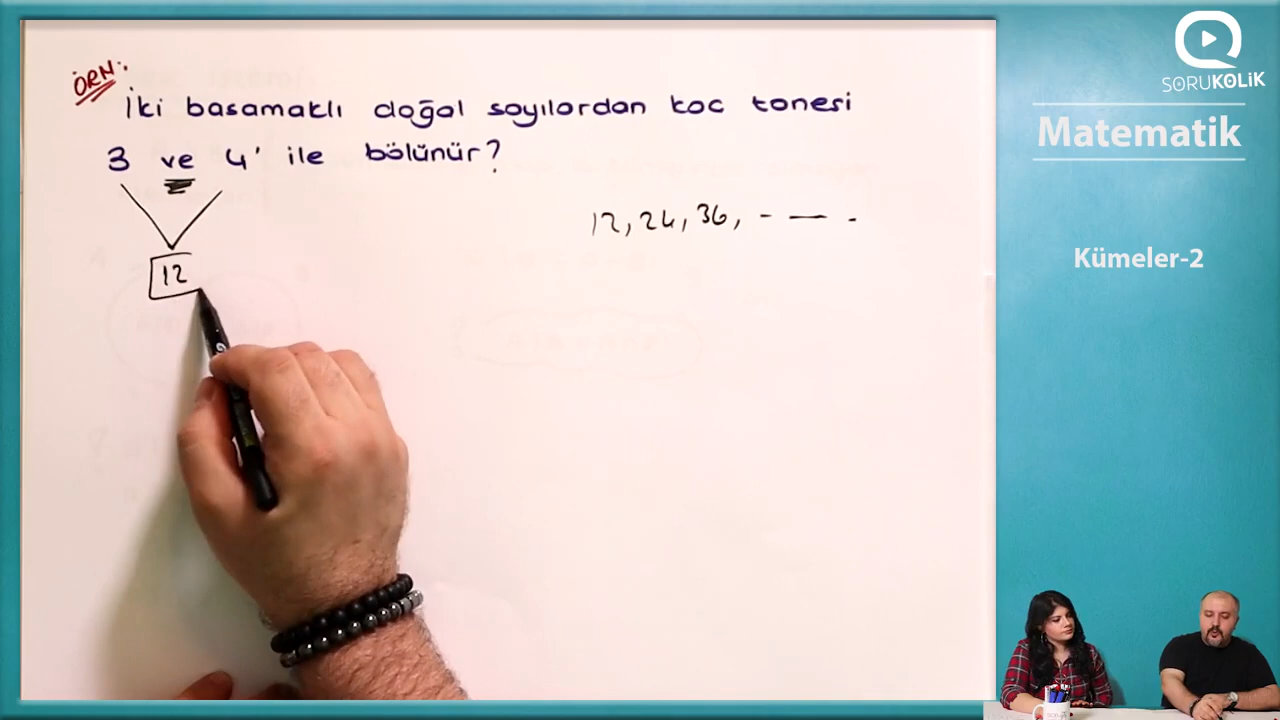 ÖRN:
İki basamaklı doğal sayılardan kaç tanesi
3 ve 4' ile bölünür?
12, 24, 36, - — -
12
SORUKOLİK
Matematik
Kümeler-2